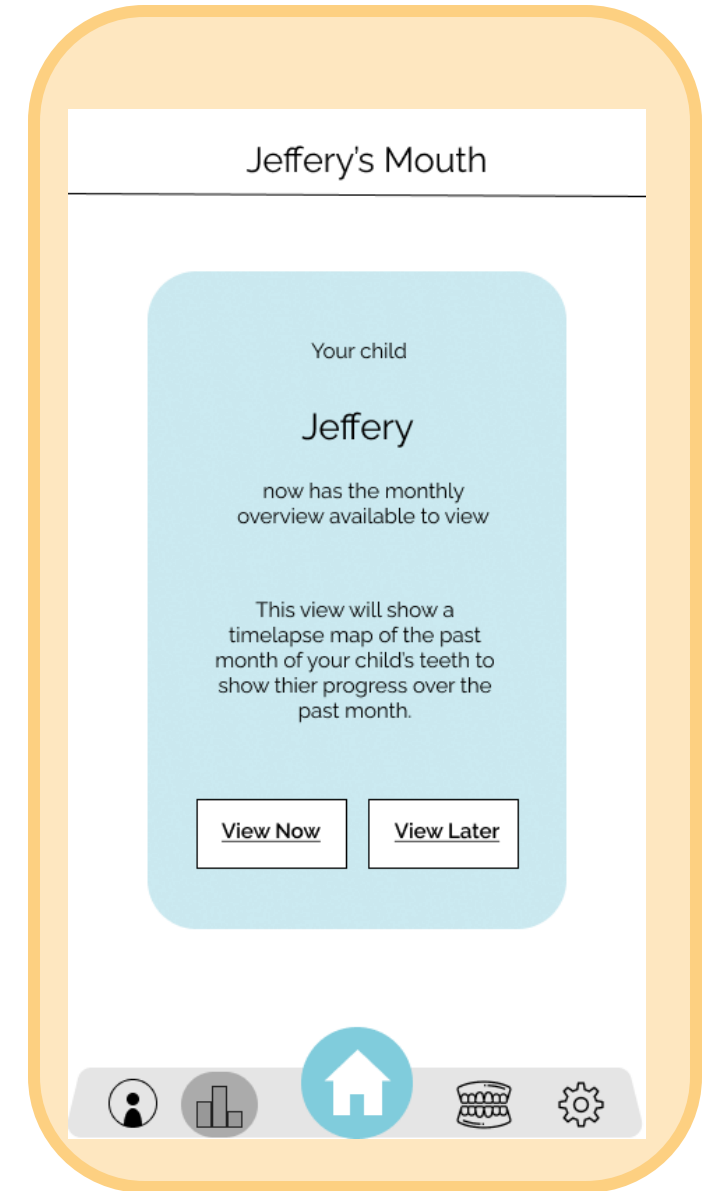 Jeffery's Mouth
Your child
Jeffery
now has the monthly
overview available to view
This view will show a
timelapse map of the past
month of your child's teeth to
show thier progress over the
past month.
View Now
View Later